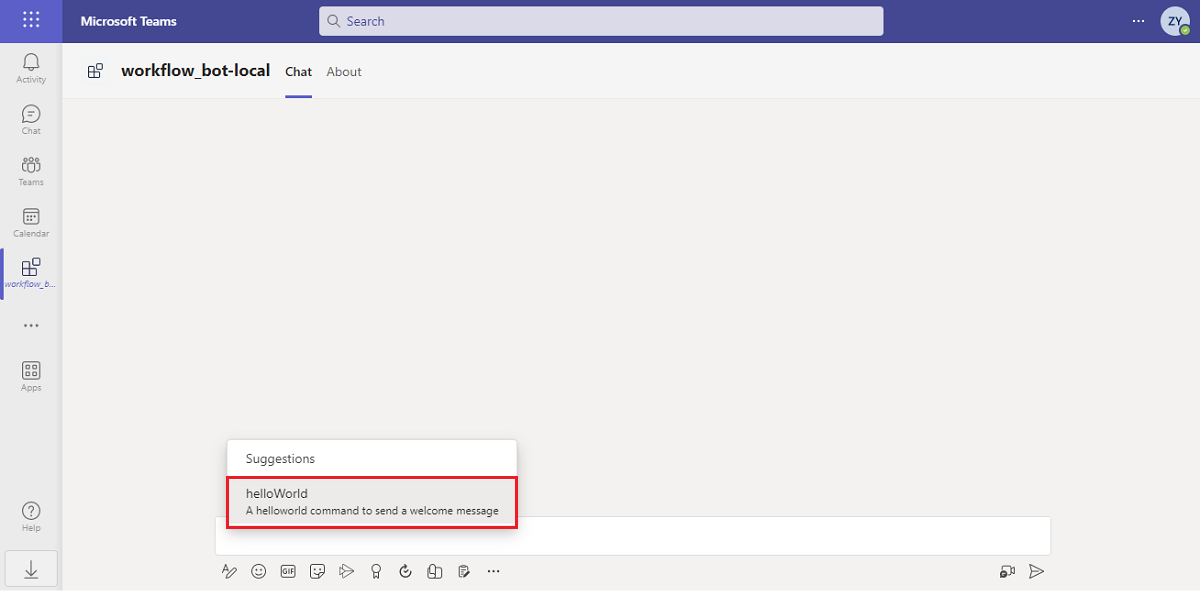 Microsoft Teams
Search
ZY
Activity
Chat
Teams
Calendar
workflow_b...
Apps
Help
workflow_bot-local
Chat
About
Suggestions
helloWorld
A helloworld command to send a welcome message
GIF